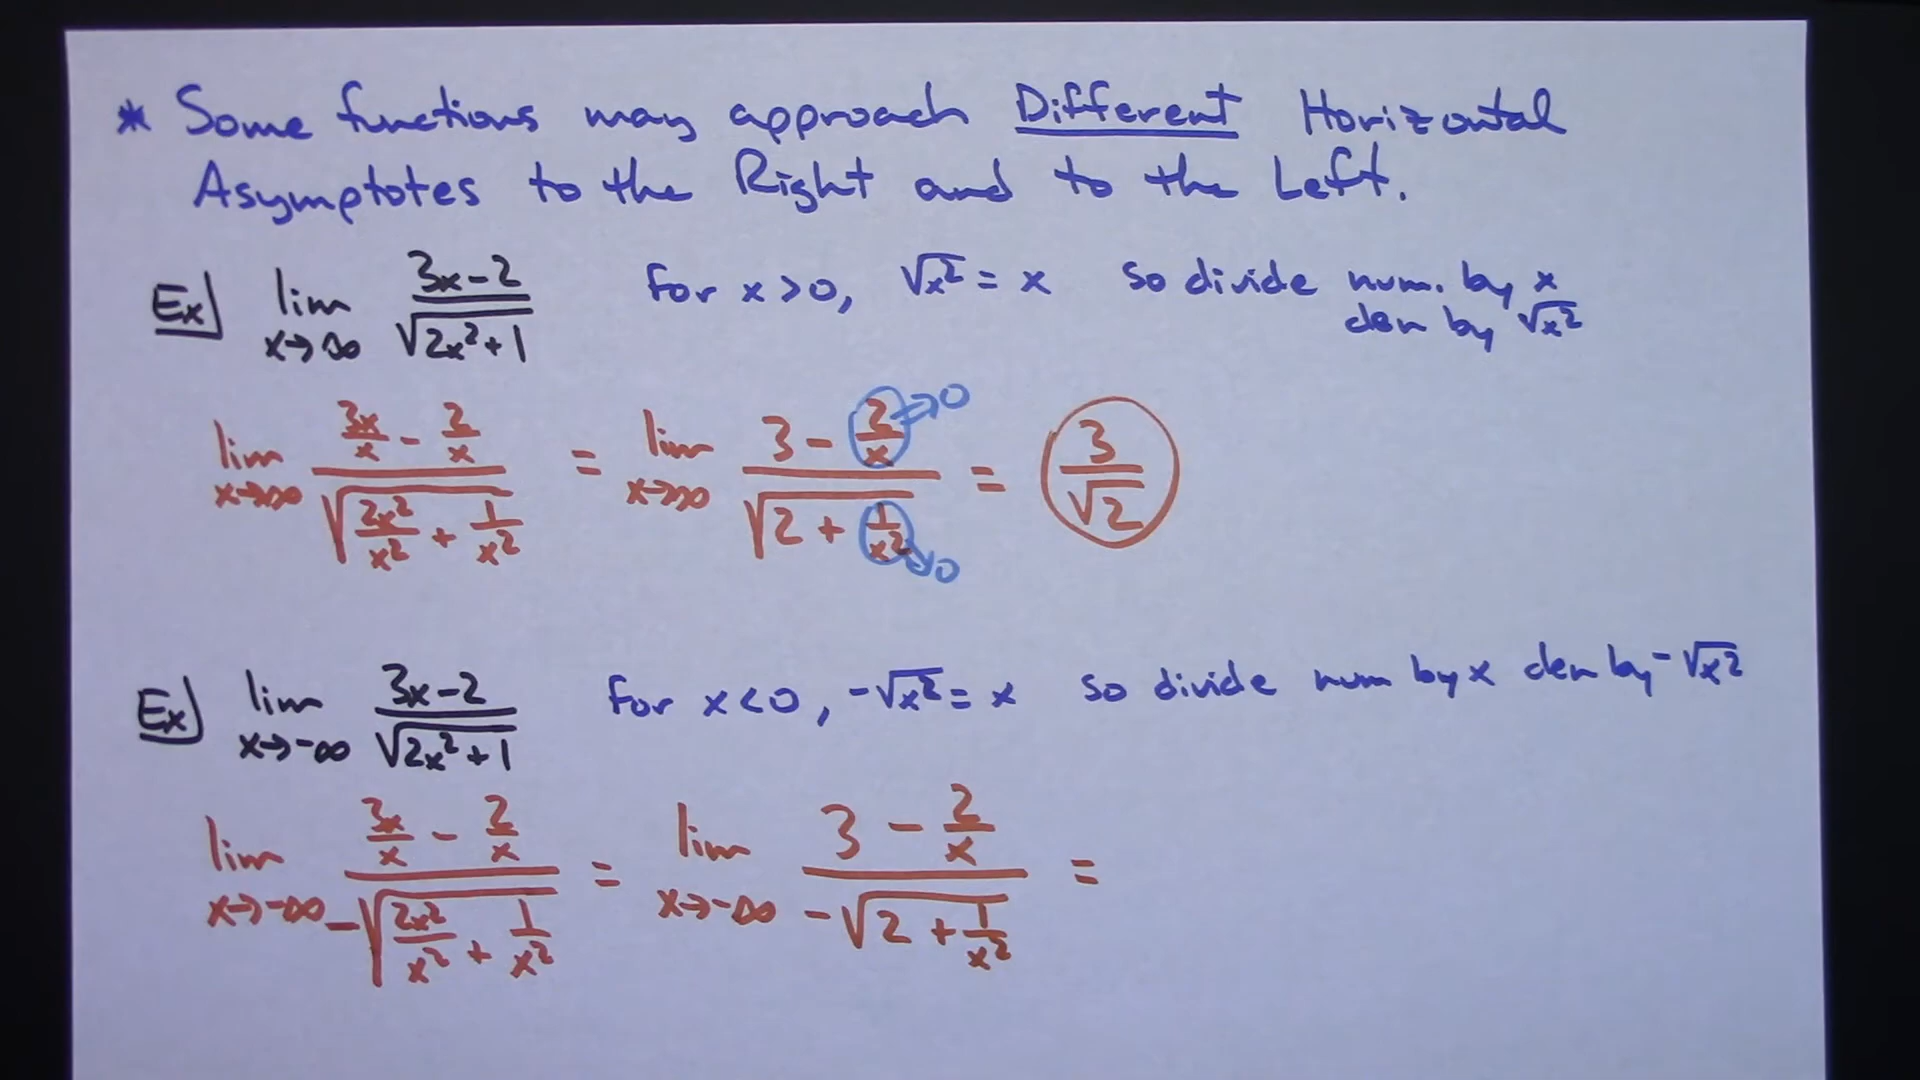 * Some functions may approach Different Horizontal
Asymptotes to the Right and to the Left.
Ex lim x→∞ (3x-2)/√(2x²+1) For x>0, √x² = x so divide num. by x
den by √x²
lim x→∞ (3x/x - 2/x)/√(2x²/x² + 1/x²) = lim x→∞ (3 - 2/x →0)/√(2 + 1/x² →0) = 3/√2
Ex lim x→-∞ (3x-2)/√(2x²+1) For x<0, -√x² = x so divide num by x den by -√x²
lim x→-∞ (3x/x - 2/x)/-√(2x²/x² + 1/x²) = lim x→-∞ (3 - 2/x)/-√(2 + 1/x²) =